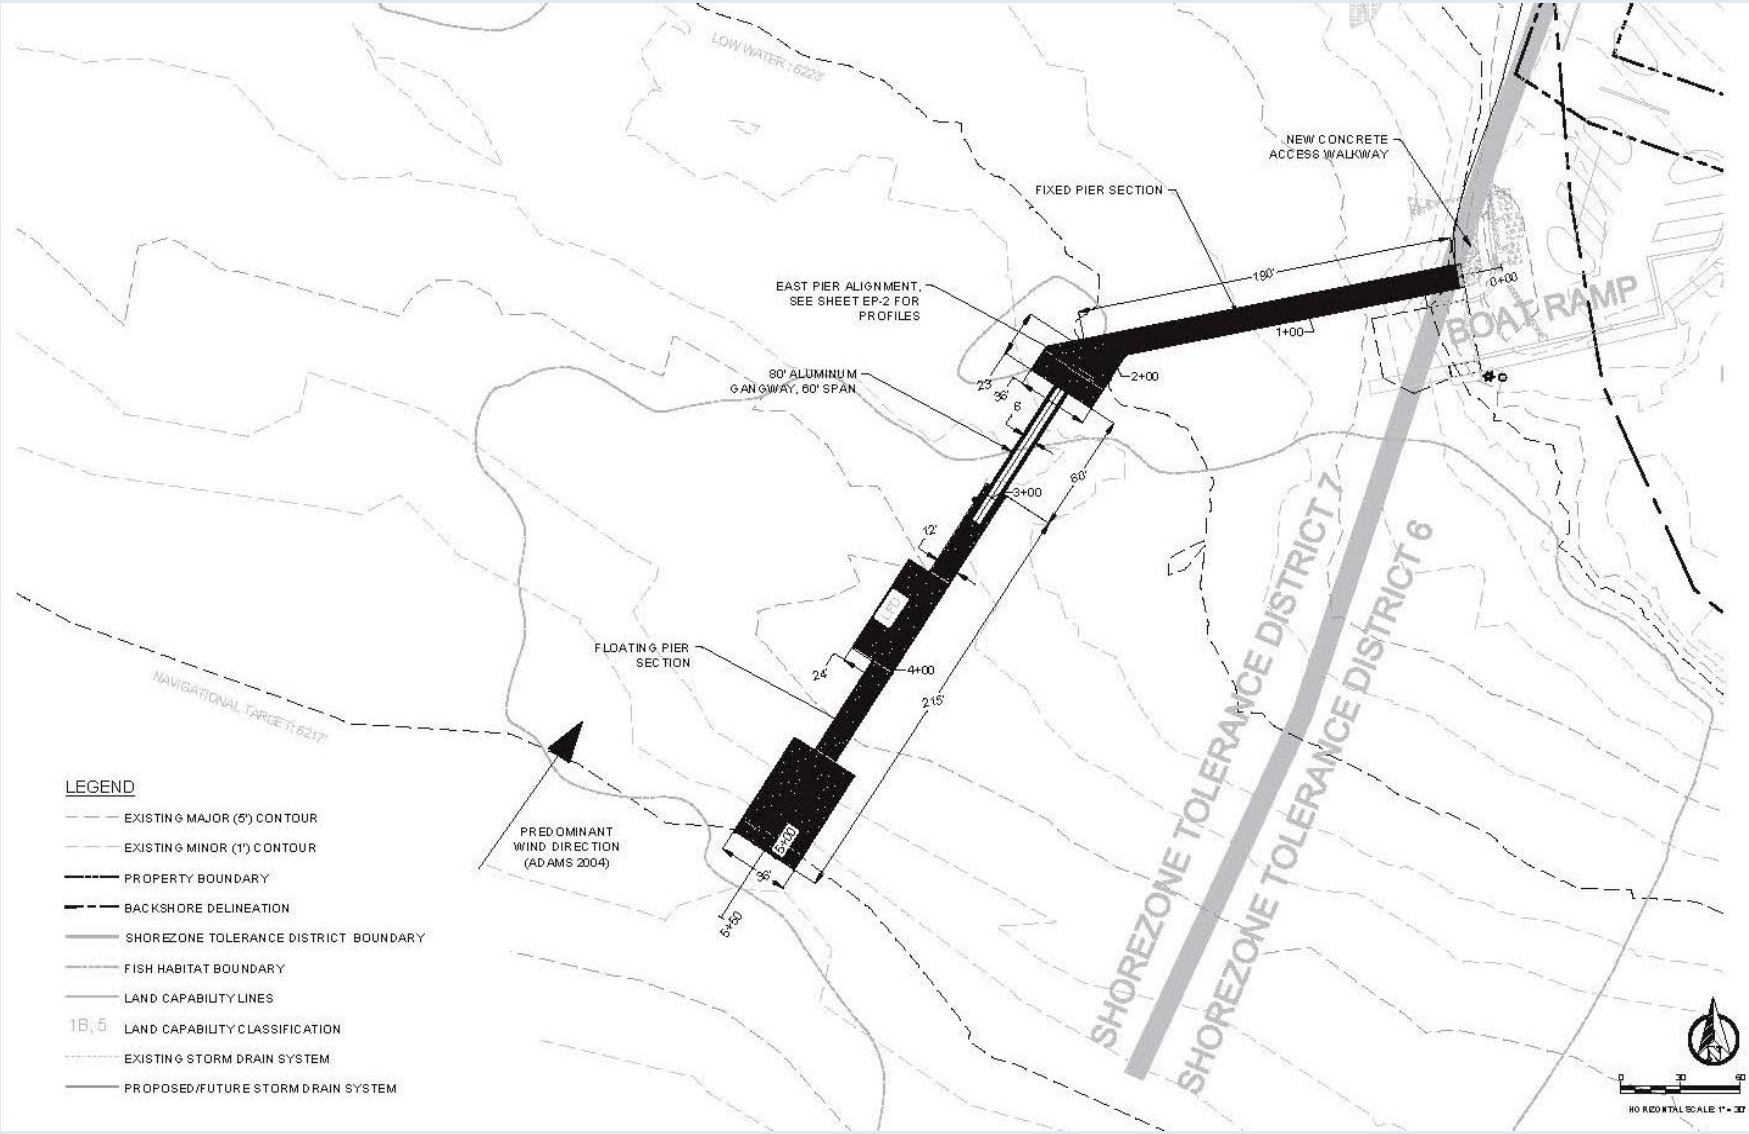 LOW WATER: 6223'
NEW CONCRETE
ACCESS WALKWAY
FIXED PIER SECTION
190'
0+00
BOAT RAMP
EAST PIER ALIGNMENT,
SEE SHEET EP-2 FOR
PROFILES
1+00
2+00
80' ALUMINUM
GANGWAY, 60' SPAN
23'
36'
6'
60'
3+00
12'
LPD
FLOATING PIER
SECTION
24'
4+00
215'
NAVIGATIONAL TARGET: 6217'
SHOREZONE TOLERANCE DISTRICT 7
SHOREZONE TOLERANCE DISTRICT 6
PREDOMINANT
WIND DIRECTION
(ADAMS 2004)
5+00
36'
5+50
LEGEND
EXISTING MAJOR (5') CONTOUR
EXISTING MINOR (1') CONTOUR
PROPERTY BOUNDARY
BACKSHORE DELINEATION
SHOREZONE TOLERANCE DISTRICT BOUNDARY
FISH HABITAT BOUNDARY
LAND CAPABILITY LINES
1B, 5 LAND CAPABILITY CLASSIFICATION
EXISTING STORM DRAIN SYSTEM
PROPOSED/FUTURE STORM DRAIN SYSTEM
N
0 30 60
HORIZONTAL SCALE: 1" = 30'